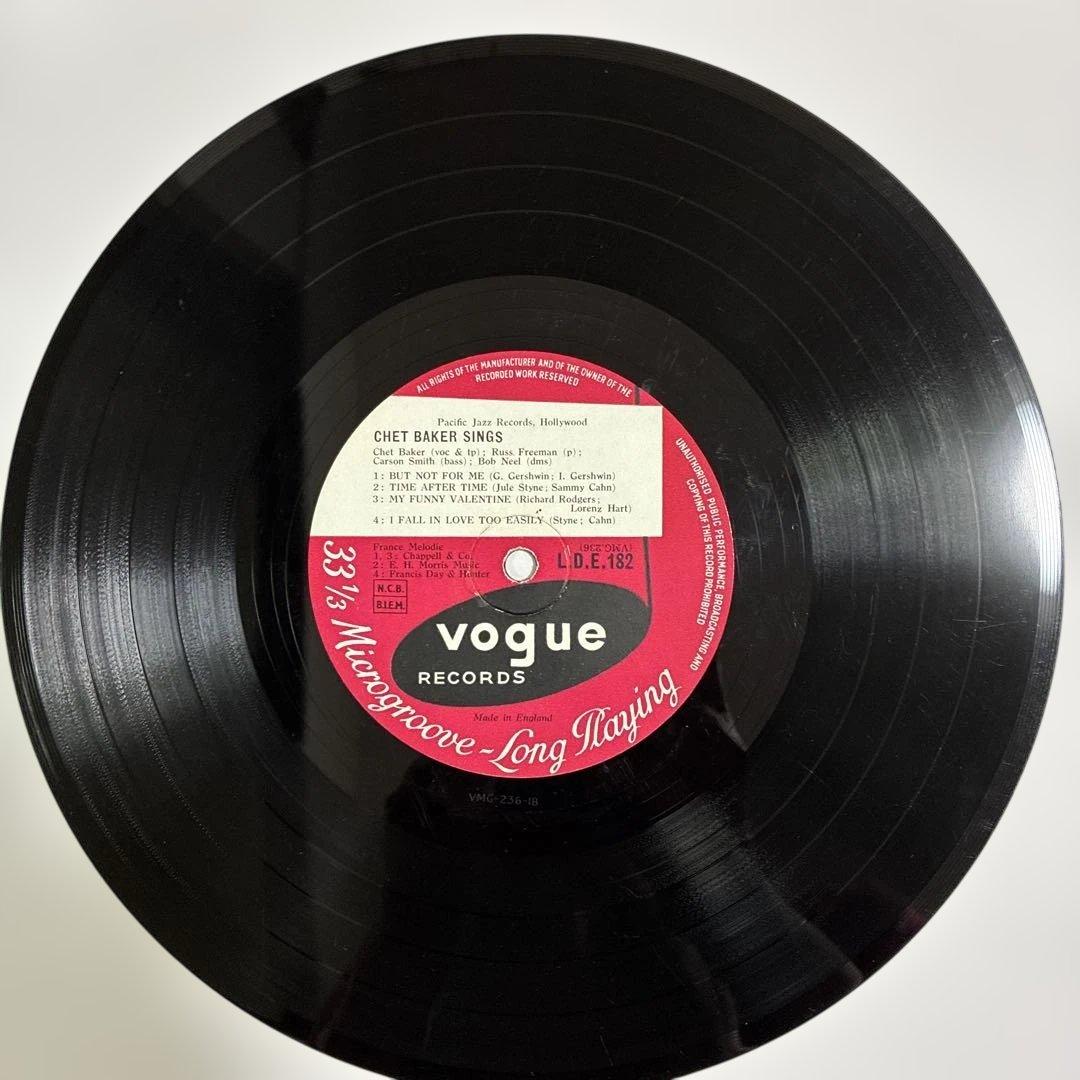 ALL RIGHTS OF THE MANUFACTURER AND OF THE OWNER OF THE
RECORDED WORK RESERVED
UNAUTHORISED PUBLIC PERFORMANCE, BROADCASTING AND
COPYING OF THIS RECORD PROHIBITED
Pacific Jazz Records, Hollywood
CHET BAKER SINGS
Chet Baker (voc & tp) ; Russ Freeman (p) ;
Carson Smith (bass) ; Bob Neel (dms)
1 : BUT NOT FOR ME (G. Gershwin ; I. Gershwin)
2 : TIME AFTER TIME (Jule Styne ; Sammy Cahn)
3 : MY FUNNY VALENTINE (Richard Rodgers ;
Lorenz Hart)
4 : I FALL IN LOVE TOO EASILY (Styne ; Cahn)
France Melodie
1, 3 : Chappell & Co.
2 : E. H. Morris Music
4 : Francis Day & Hunter
N.C.B.
B.I.E.M.
(VMG.236)
L.D.E.182
vogue
RECORDS
Made in England
33 1/3 Microgroove - Long Playing
VMG-236-1B